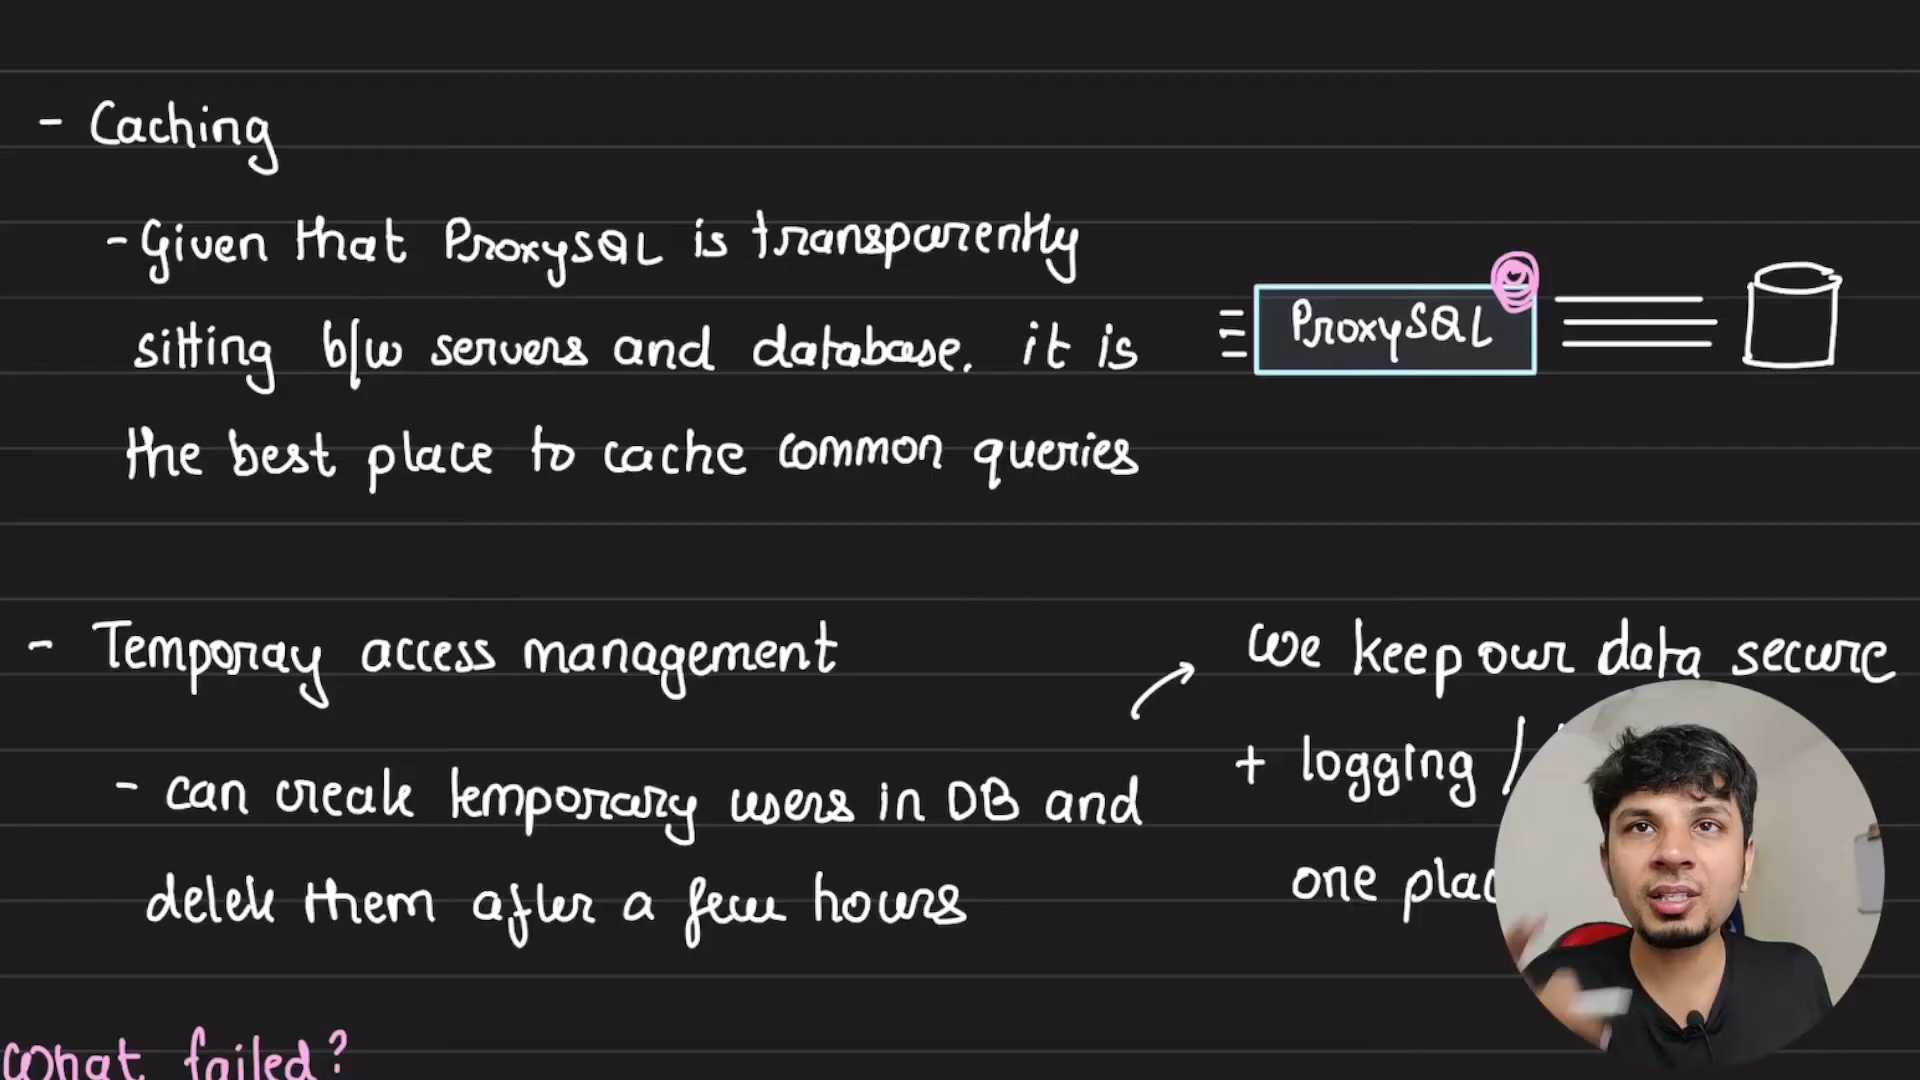 - Caching
- Given that ProxySQL is transparently
sitting b/w servers and database. it is
the best place to cache common queries
ProxySQL
- Temporay access management
- can create temporary users in DB and
delete them after a few hours
we keep our data secure
+ logging /
one
What failed?